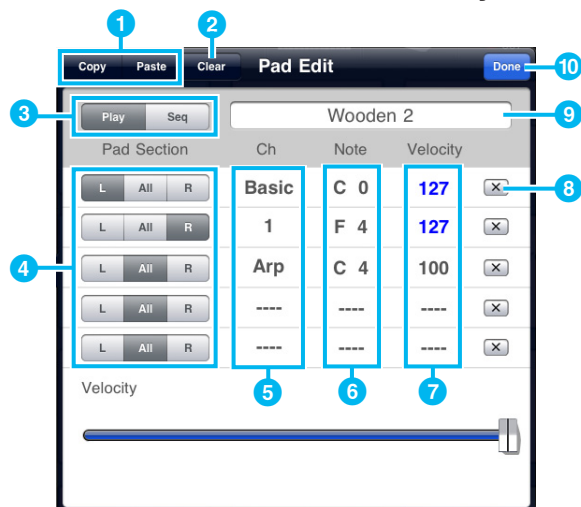 1 2
Copy Paste Clear Pad Edit Done 10
3 Play Seq Wooden 2 9
Pad Section Ch Note Velocity
L All R Basic C 0 127 X 8
L All R 1 F 4 127 X
4 L All R Arp C 4 100 X
L All R ---- ---- ---- X
L All R ---- ---- ---- X
Velocity 5 6 7